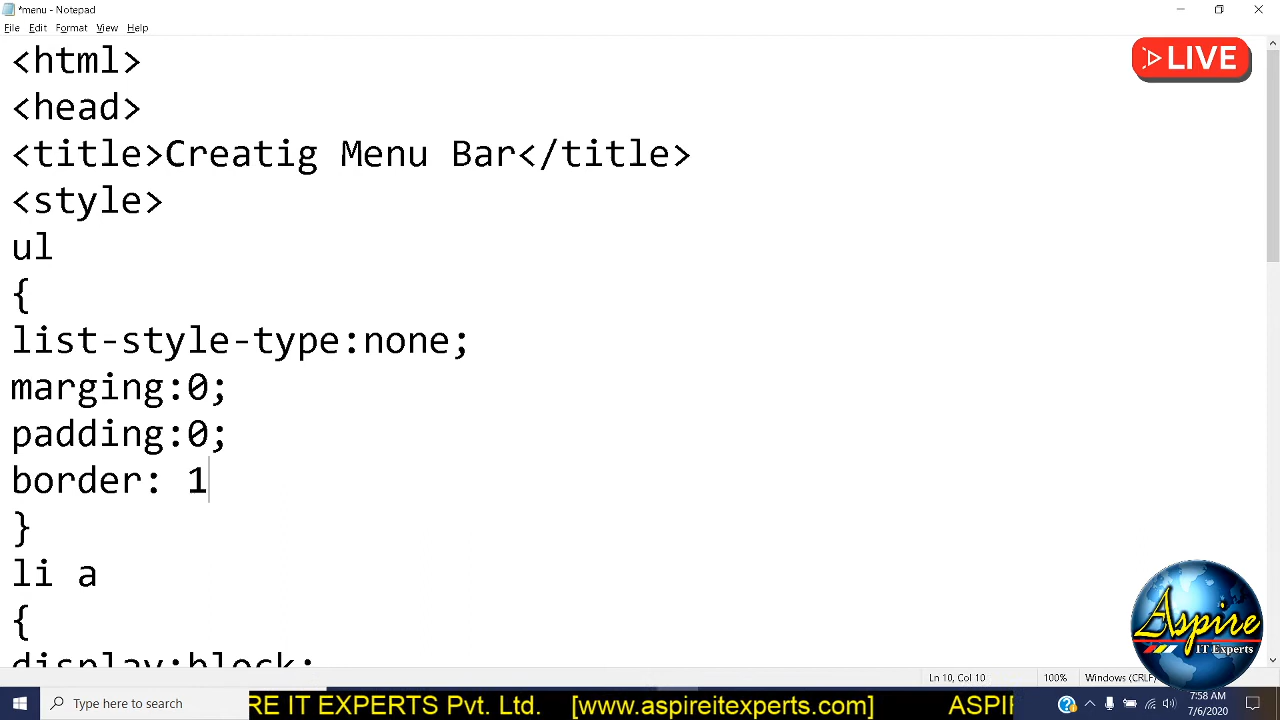 *menu - Notepad
File Edit Format View Help
<html>
<head>
<title>Creatig Menu Bar</title>
<style>
ul
{
list-style-type:none;
marging:0;
padding:0;
border: 1
}
li a
{
display:block;
LIVE
Aspire
IT Experts
Ln 10, Col 10
100%
Windows (CRLF)
Type here to search
RE IT EXPERTS Pvt. Ltd. [www.aspireitexperts.com] ASPI
7:58 AM
7/6/2020